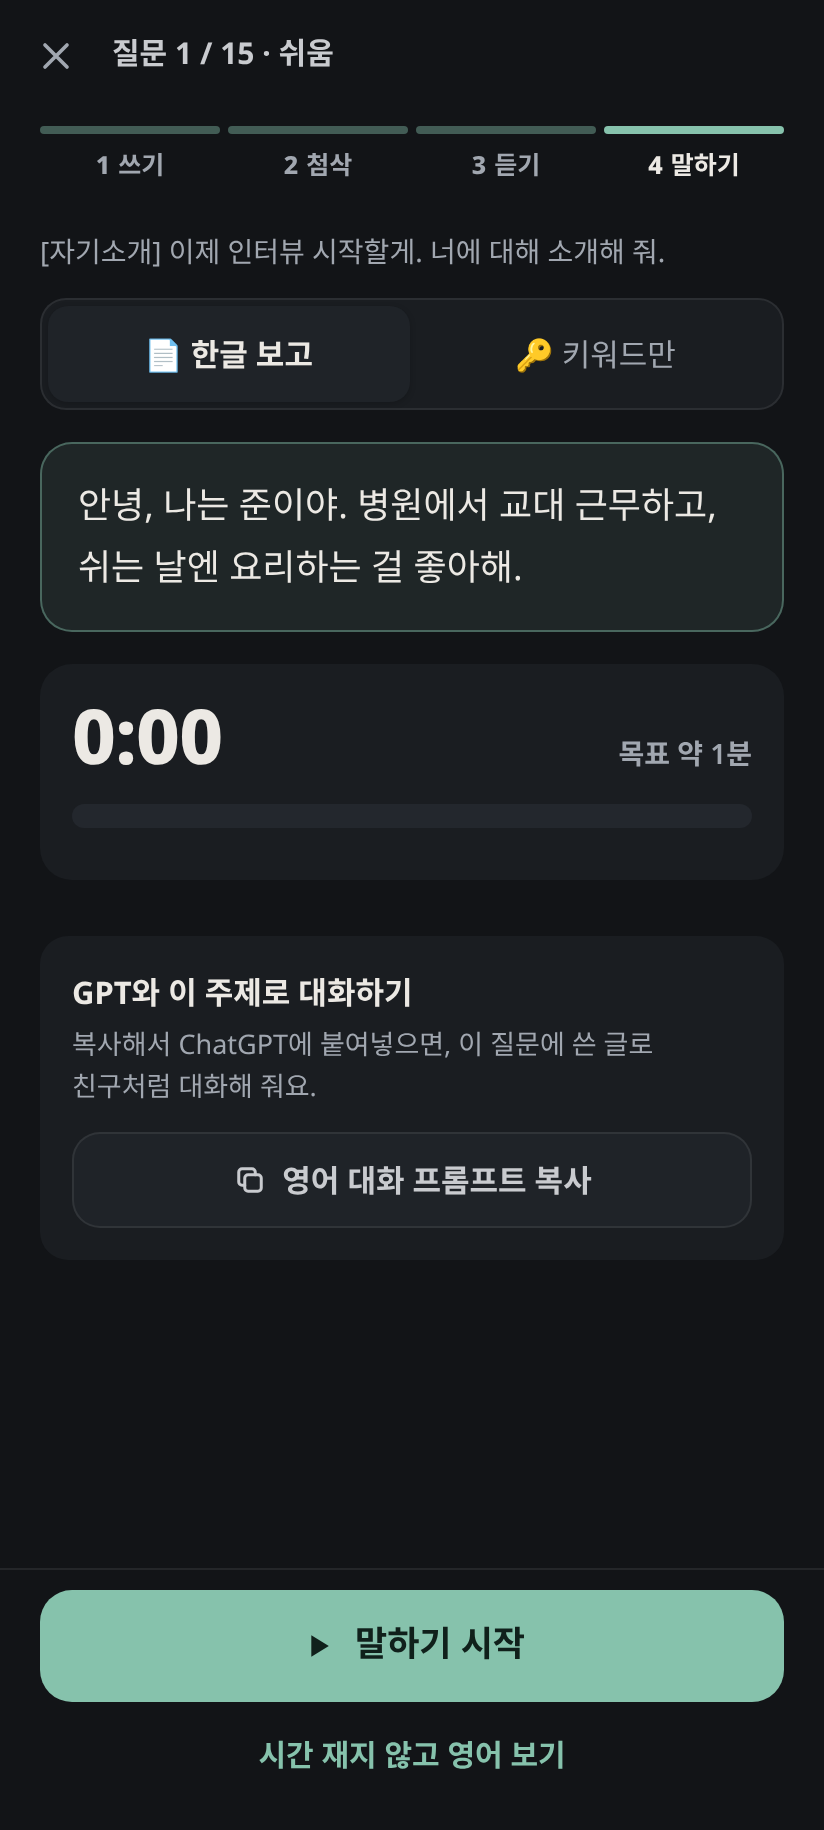 질문 1 / 15 · 쉬움
1 쓰기
2 첨삭
3 듣기
4 말하기
[자기소개] 이제 인터뷰 시작할게. 너에 대해 소개해 줘.
한글 보고
키워드만
안녕, 나는 준이야. 병원에서 교대 근무하고,
쉬는 날엔 요리하는 걸 좋아해.
0:00
목표 약 1분
GPT와 이 주제로 대화하기
복사해서 ChatGPT에 붙여넣으면, 이 질문에 쓴 글로
친구처럼 대화해 줘요.
영어 대화 프롬프트 복사
말하기 시작
시간 재지 않고 영어 보기